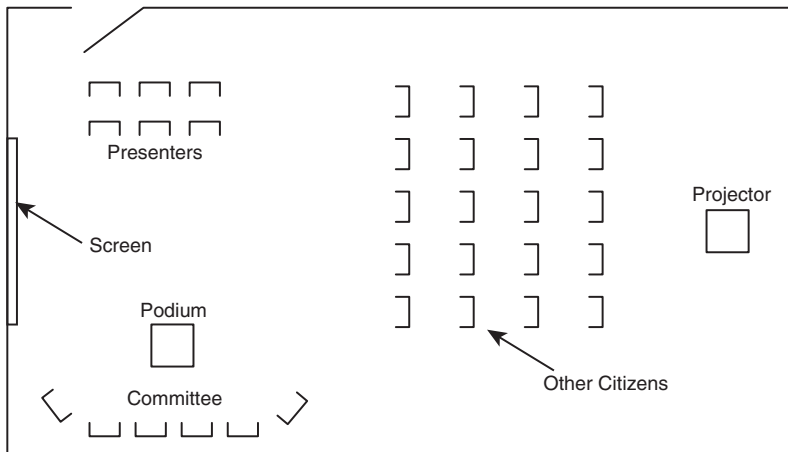 Presenters
Projector
Screen
Podium
Other Citizens
Committee